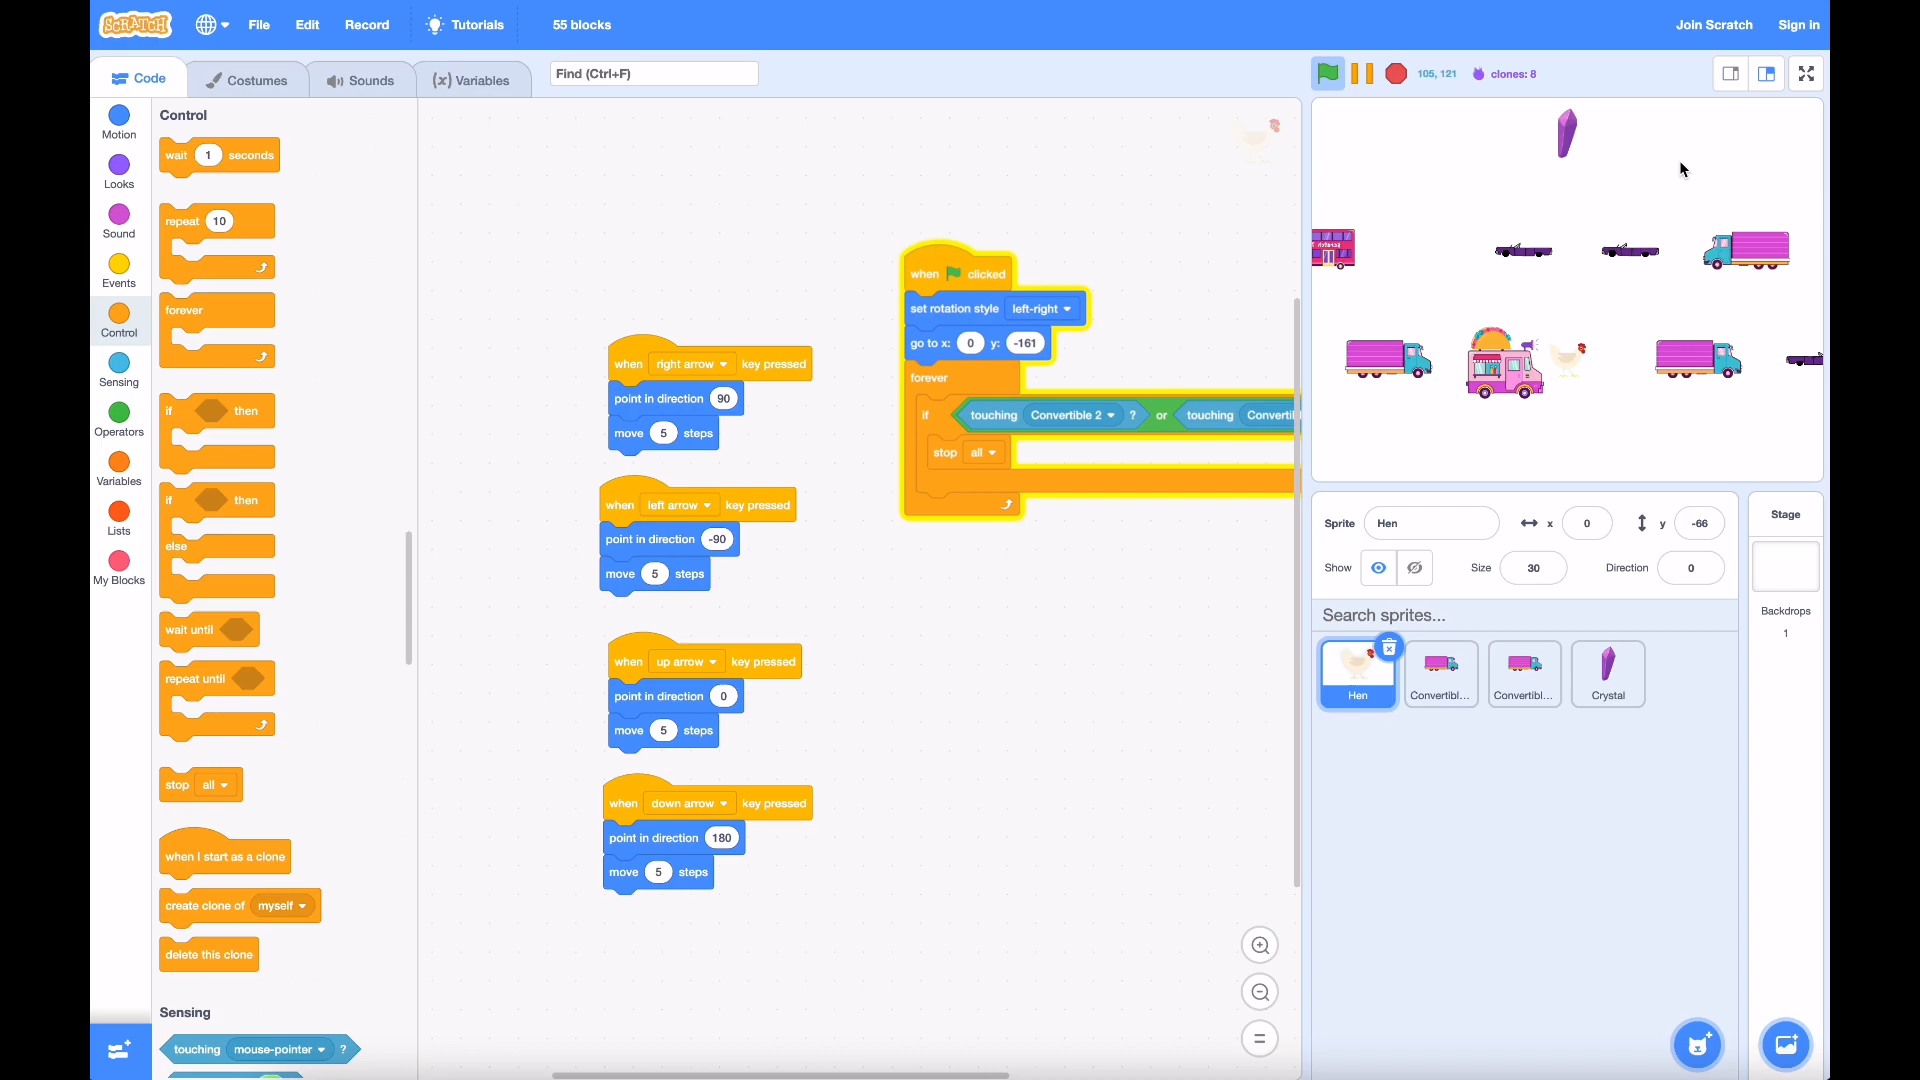 SCRATCH File Edit Record Tutorials 55 blocks Join Scratch Sign in
Code Costumes Sounds (x) Variables Find (Ctrl+F) 105, 121 clones: 8
Motion
Looks
Sound
Events
Control
Sensing
Operators
Variables
Lists
My Blocks
Control
wait 1 seconds
repeat 10
forever
if then
if then
else
wait until
repeat until
stop all
when I start as a clone
create clone of myself
delete this clone
Sensing
touching mouse-pointer ?
when right arrow key pressed
point in direction 90
move 5 steps
when left arrow key pressed
point in direction -90
move 5 steps
when up arrow key pressed
point in direction 0
move 5 steps
when down arrow key pressed
point in direction 180
move 5 steps
when clicked
set rotation style left-right
go to x: 0 y: -161
forever
if touching Convertible 2 ? or touching Converti
stop all
Sprite Hen x 0 y -66
Show Size 30 Direction 0
Search sprites...
Hen
Convertibl...
Convertibl...
Crystal
Stage
Backdrops
1